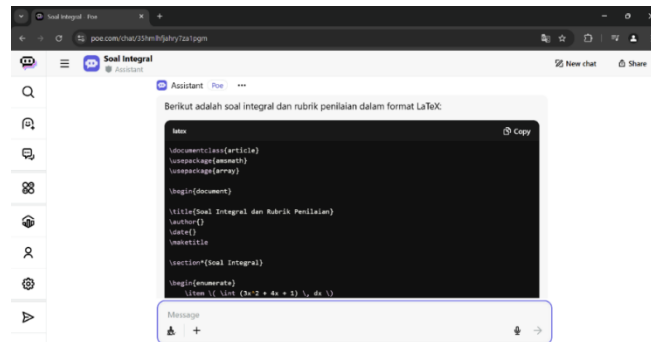 Soal Integral - Poe
poe.com/chat/35hmlhfjahry7za1pgm
Soal Integral
Assistant
New chat
Share
Assistant Poe
Berikut adalah soal integral dan rubrik penilaian dalam format LaTeX:
latex
Copy
\documentclass{article}
\usepackage{amsmath}
\usepackage{array}
\begin{document}
\title{Soal Integral dan Rubrik Penilaian}
\author{}
\date{}
\maketitle
\section*{Soal Integral}
\begin{enumerate}
\item \( \int (3x^2 + 4x + 1) \, dx \)
Message